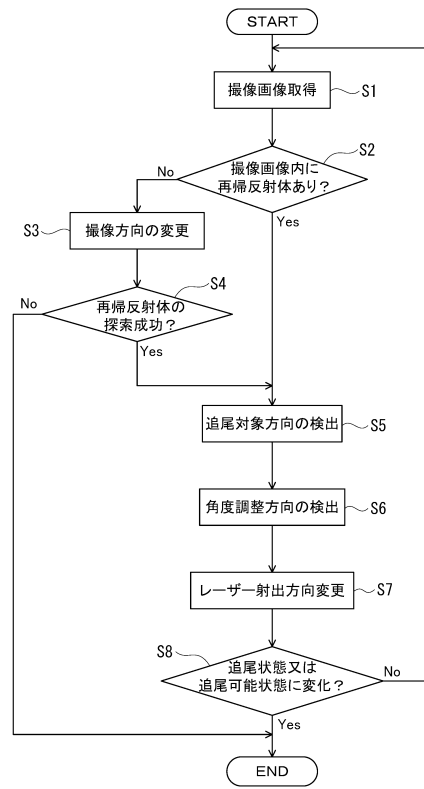 START
撮像画像取得
S1
撮像画像内に
再帰反射体あり？
S2
No
Yes
S3
撮像方向の変更
再帰反射体の
探索成功？
S4
No
Yes
追尾対象方向の検出
S5
角度調整方向の検出
S6
レーザー射出方向変更
S7
S8
追尾状態又は
追尾可能状態に変化？
No
Yes
END